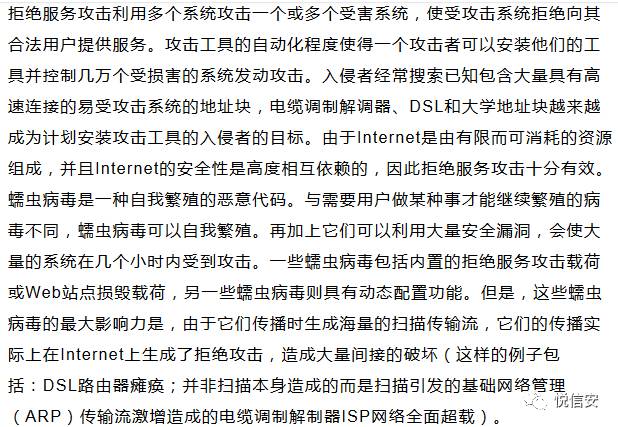 拒绝服务攻击利用多个系统攻击一个或多个受害系统，使受攻击系统拒绝向其
合法用户提供服务。攻击工具的自动化程度使得一个攻击者可以安装他们的工
具并控制几万个受损害的系统发动攻击。入侵者经常搜索已知包含大量具有高
速连接的易受攻击系统的地址块，电缆调制解调器、DSL和大学地址块越来越
成为计划安装攻击工具的入侵者的目标。由于Internet是由有限而可消耗的资源
组成，并且Internet的安全性是高度相互依赖的，因此拒绝服务攻击十分有效。
蠕虫病毒是一种自我繁殖的恶意代码。与需要用户做某种事才能继续繁殖的病
毒不同，蠕虫病毒可以自我繁殖。再加上它们可以利用大量安全漏洞，会使大
量的系统在几个小时内受到攻击。一些蠕虫病毒包括内置的拒绝服务攻击载荷
或Web站点损毁载荷，另一些蠕虫病毒则具有动态配置功能。但是，这些蠕虫
病毒的最大影响力是，由于它们传播时生成海量的扫描传输流，它们的传播实
际上在Internet上生成了拒绝攻击，造成大量间接的破坏（这样的例子包
括：DSL路由器瘫痪；并非扫描本身造成的而是扫描引发的基础网络管理
（ARP）传输流激增造成的电缆调制解制器ISP网络全面超载）。
悦信安